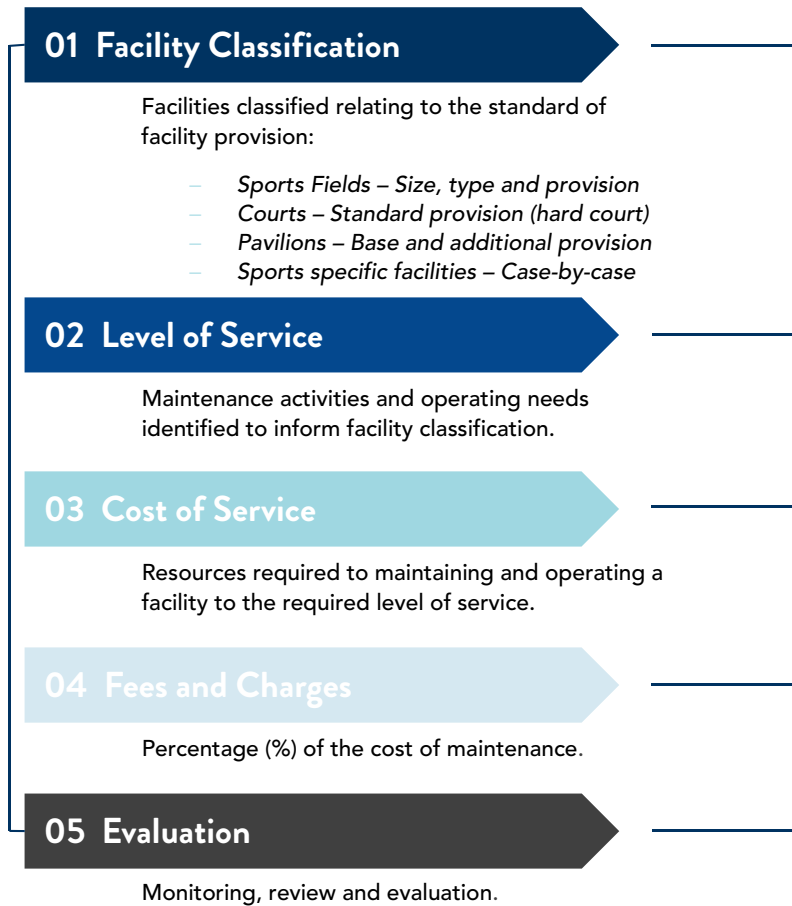 01 Facility Classification
Facilities classified relating to the standard of
facility provision:
– Sports Fields – Size, type and provision
– Courts – Standard provision (hard court)
– Pavilions – Base and additional provision
– Sports specific facilities – Case-by-case
02 Level of Service
Maintenance activities and operating needs
identified to inform facility classification.
03 Cost of Service
Resources required to maintaining and operating a
facility to the required level of service.
04 Fees and Charges
Percentage (%) of the cost of maintenance.
05 Evaluation
Monitoring, review and evaluation.